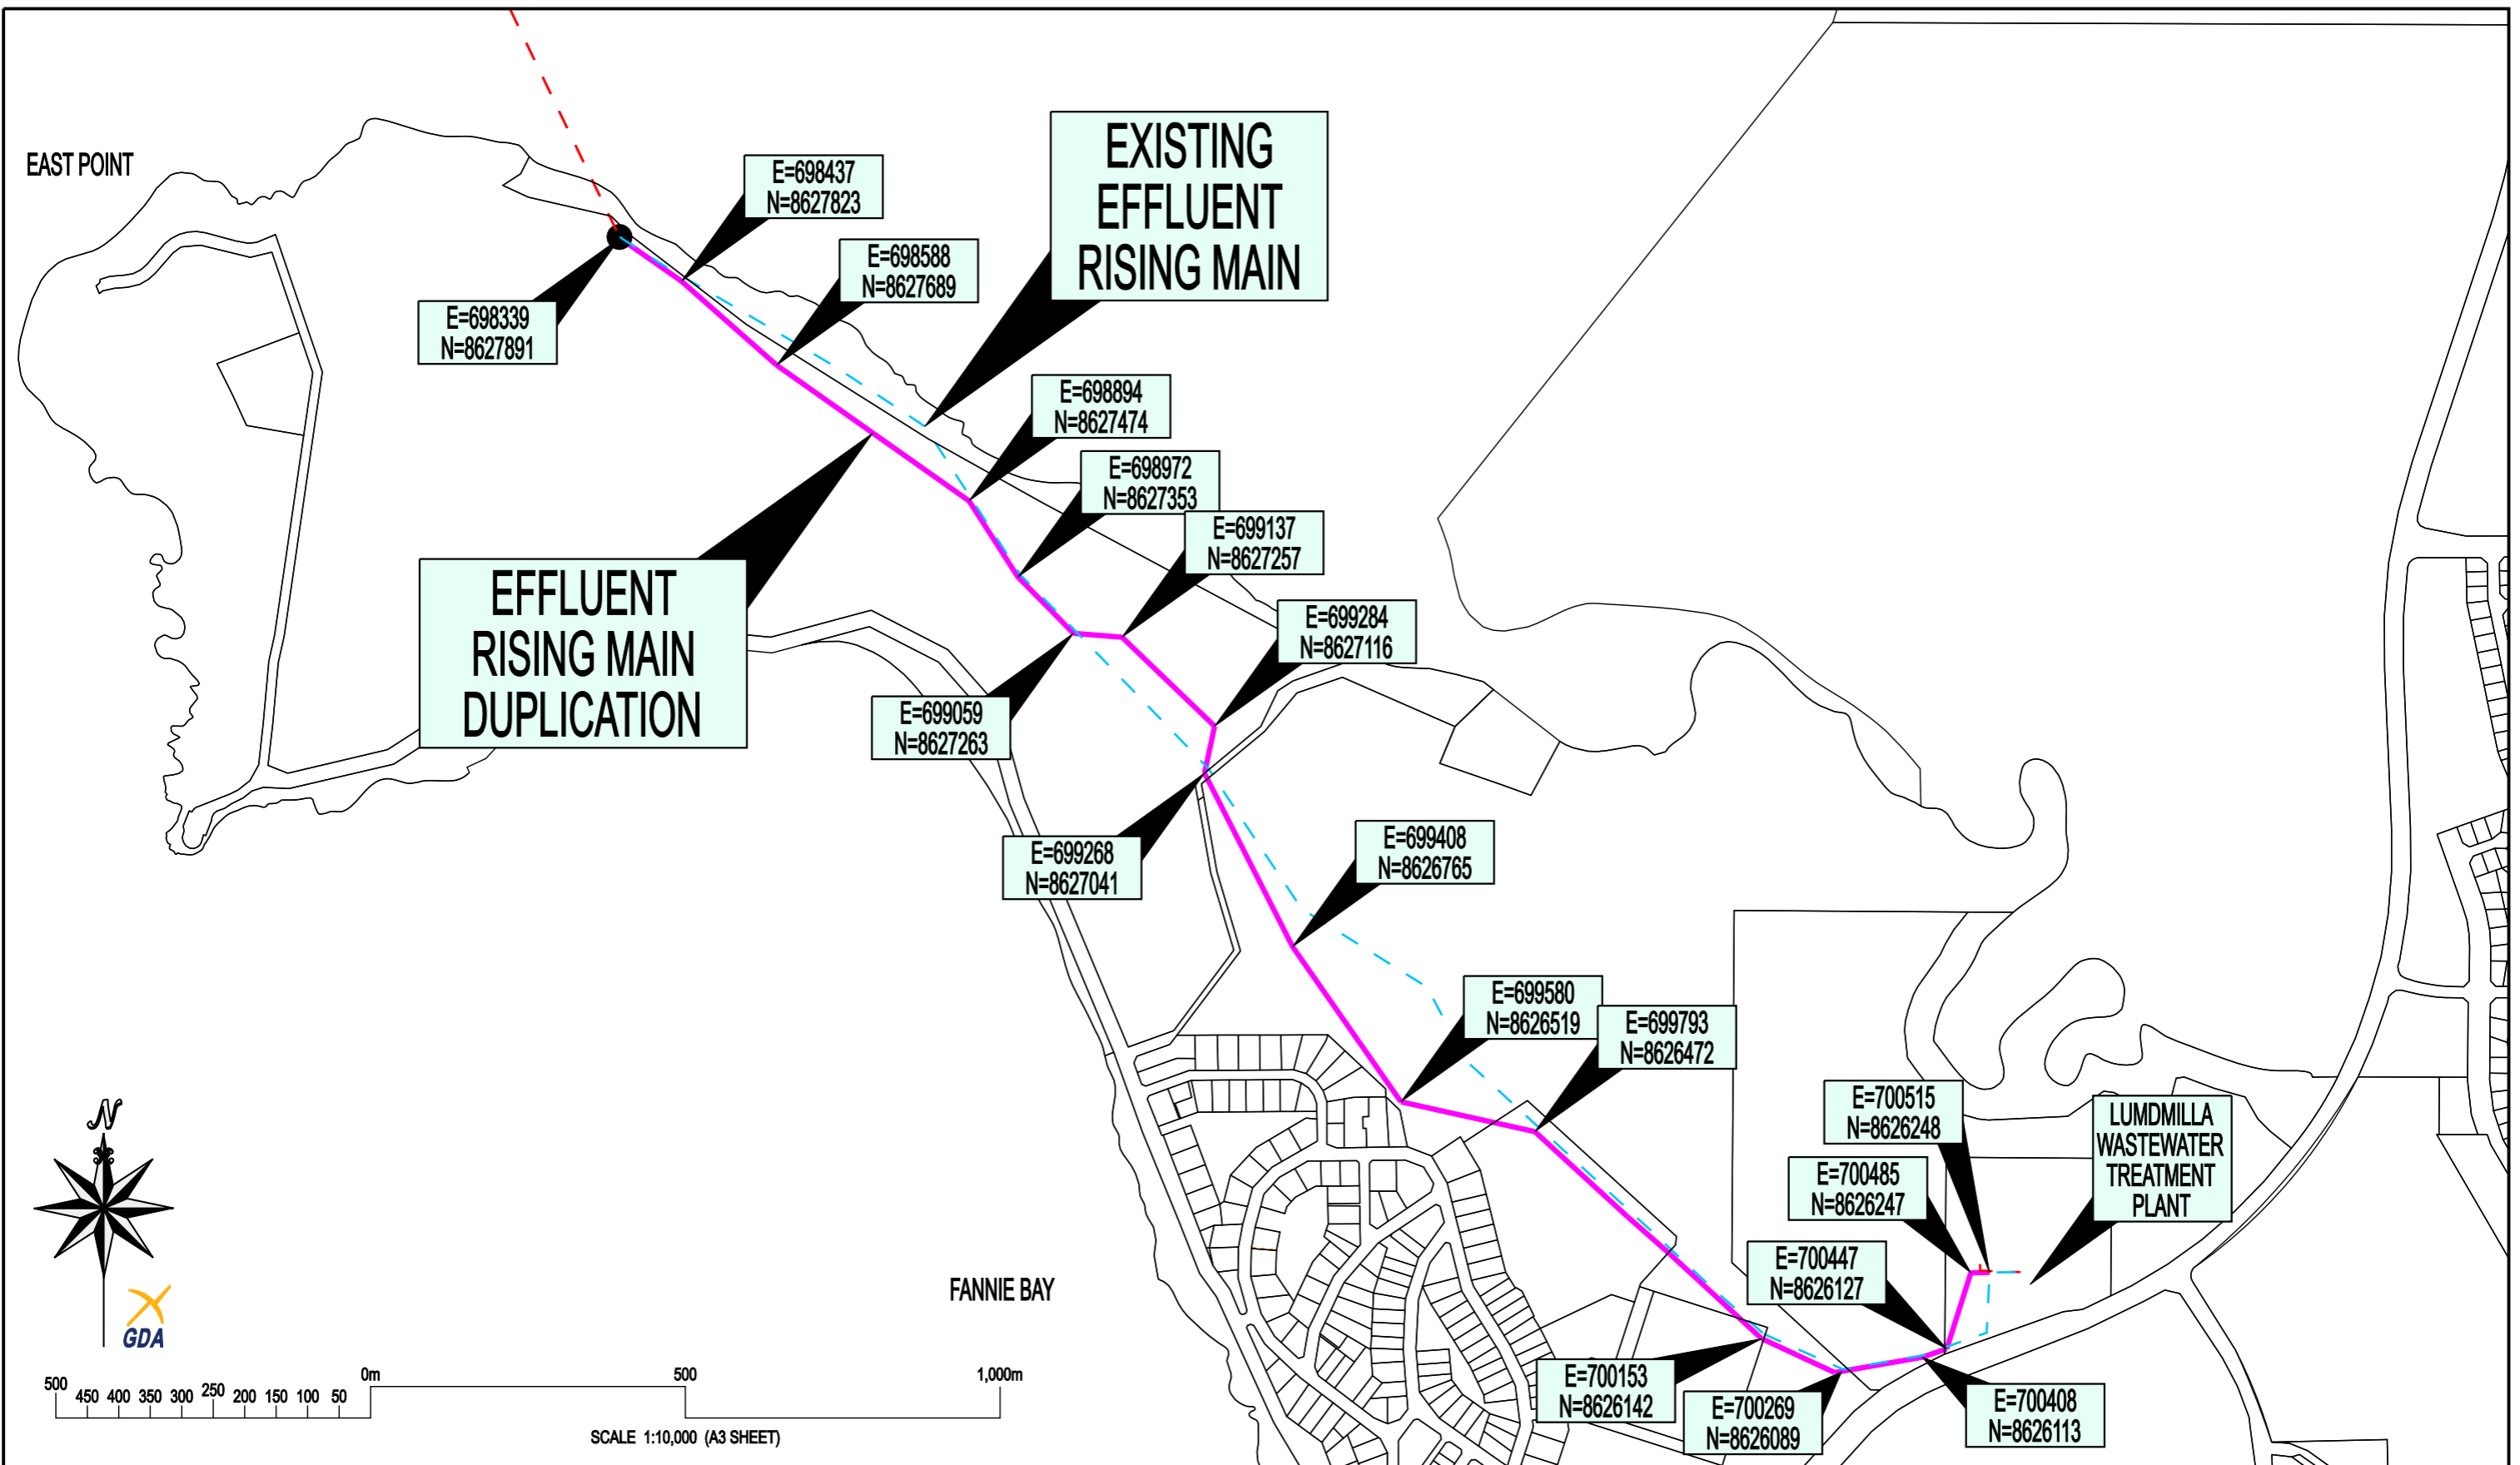 EAST POINT
E=698437
N=8627823
EXISTING
EFFLUENT
RISING MAIN
E=698588
N=8627689
E=698339
N=8627891
E=698894
N=8627474
E=698972
N=8627353
E=699137
N=8627257
EFFLUENT
RISING MAIN
DUPLICATION
E=699284
N=8627116
E=699059
N=8627263
E=699268
N=8627041
E=699408
N=8626765
E=699580
N=8626519
E=699793
N=8626472
E=700515
N=8626248
LUMDMILLA
WASTEWATER
TREATMENT
PLANT
E=700485
N=8626247
E=700447
N=8626127
E=700153
N=8626142
E=700269
N=8626089
E=700408
N=8626113
FANNIE BAY
N
GDA
500 450 400 350 300 250 200 150 100 50 0m 500 1,000m
SCALE 1:10,000 (A3 SHEET)